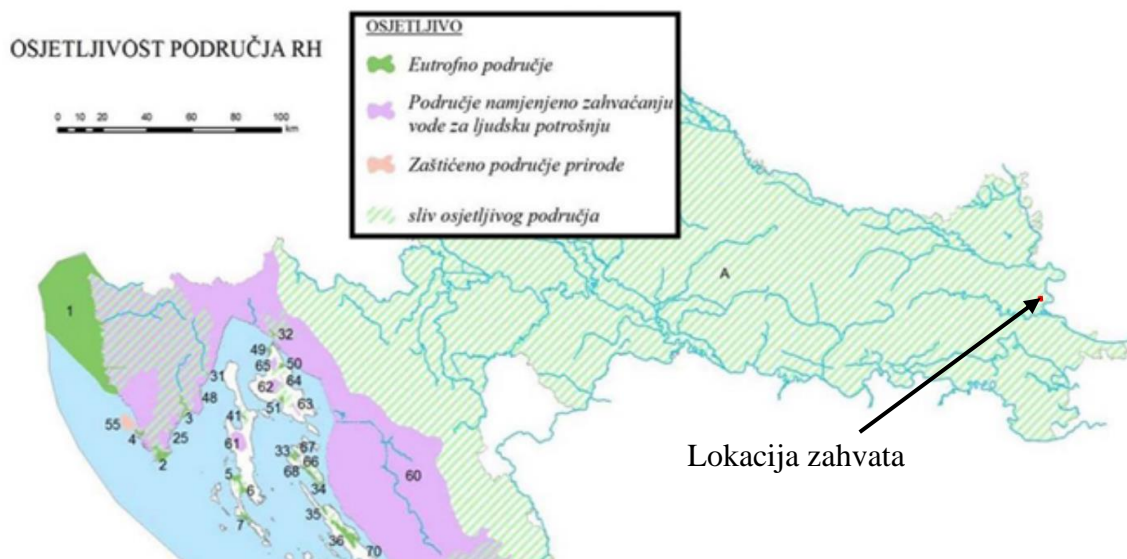 OSJETLJIVOST PODRUČJA RH
0 10 20 40 60 80 100
km
OSJETLJIVO
Eutrofno područje
Područje namjenjeno zahvaćanju
vode za ljudsku potrošnju
Zaštićeno područje prirode
sliv osjetljivog područja
A
1
32
49
50
65
31
64
62
48
51
63
41
3
55
4
25
61
67
33
66
2
68
60
5
34
6
35
7
36
70
Lokacija zahvata